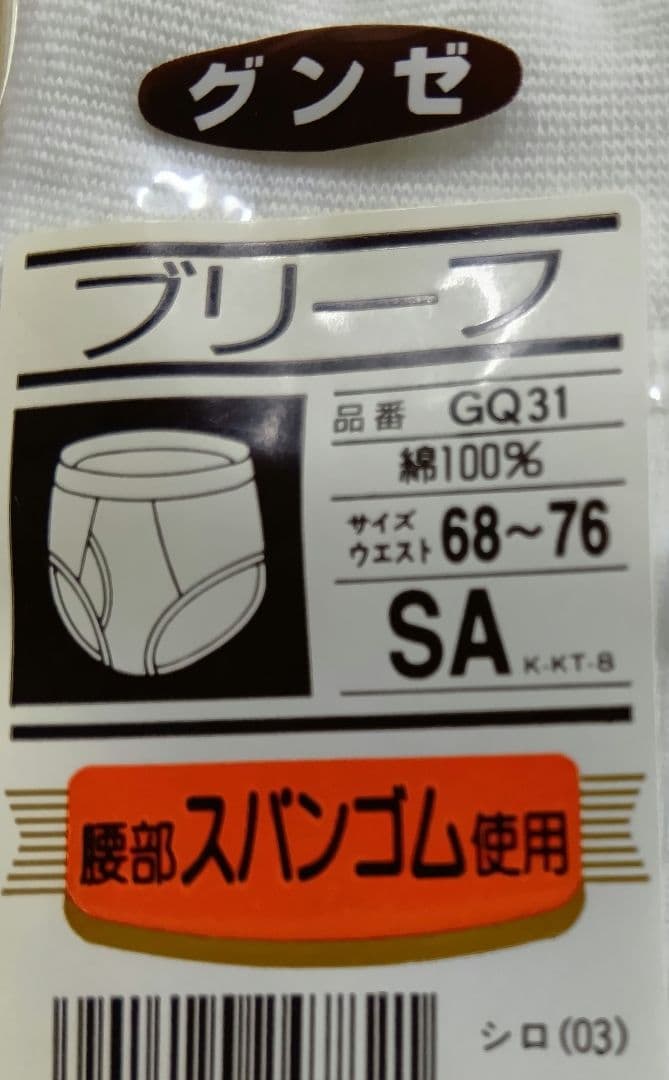 グンゼ
ブリーフ
品番 GQ31
綿100%
サイズ
ウエスト 68〜76
SA K-KT-B
腰部スパンゴム使用
シロ(03)